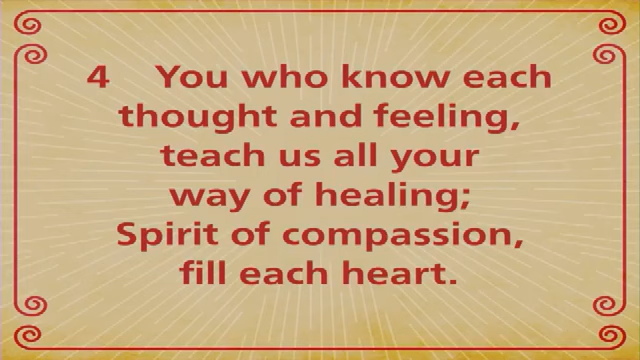 4 You who know each
thought and feeling,
teach us all your
way of healing;
Spirit of compassion,
fill each heart.